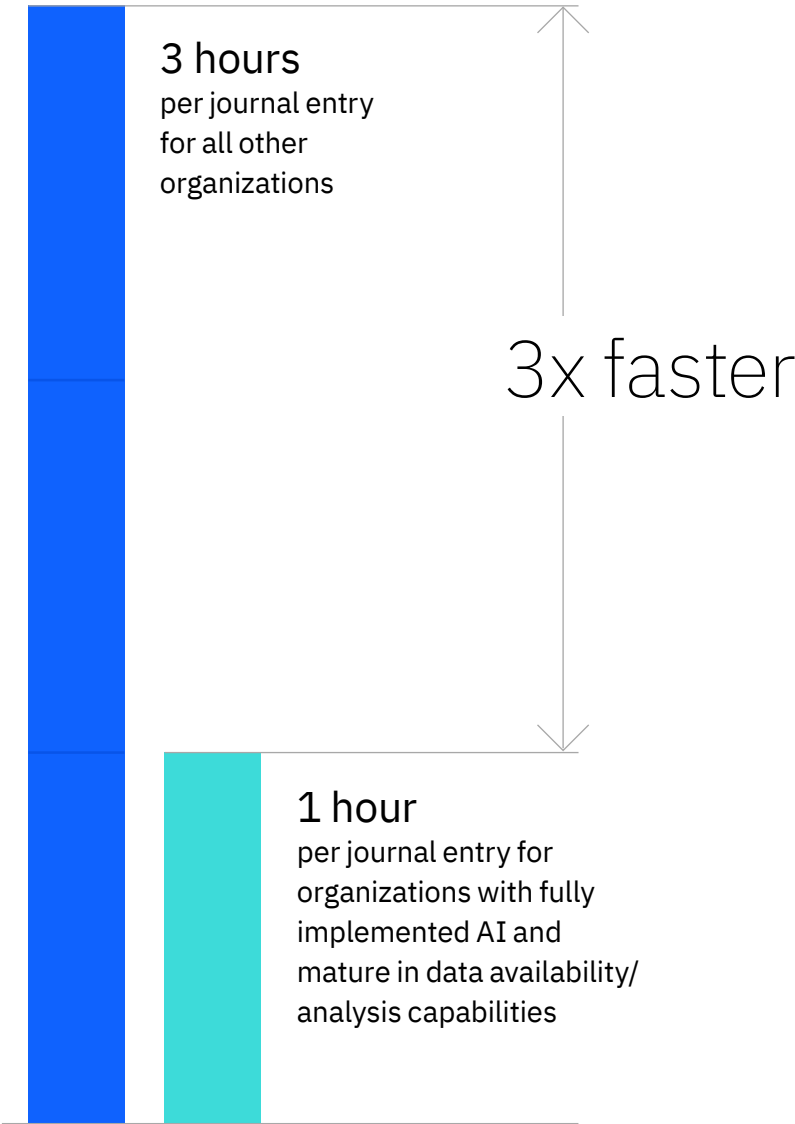 3 hours
per journal entry
for all other
organizations
3x faster
1 hour
per journal entry for
organizations with fully
implemented AI and
mature in data availability/
analysis capabilities